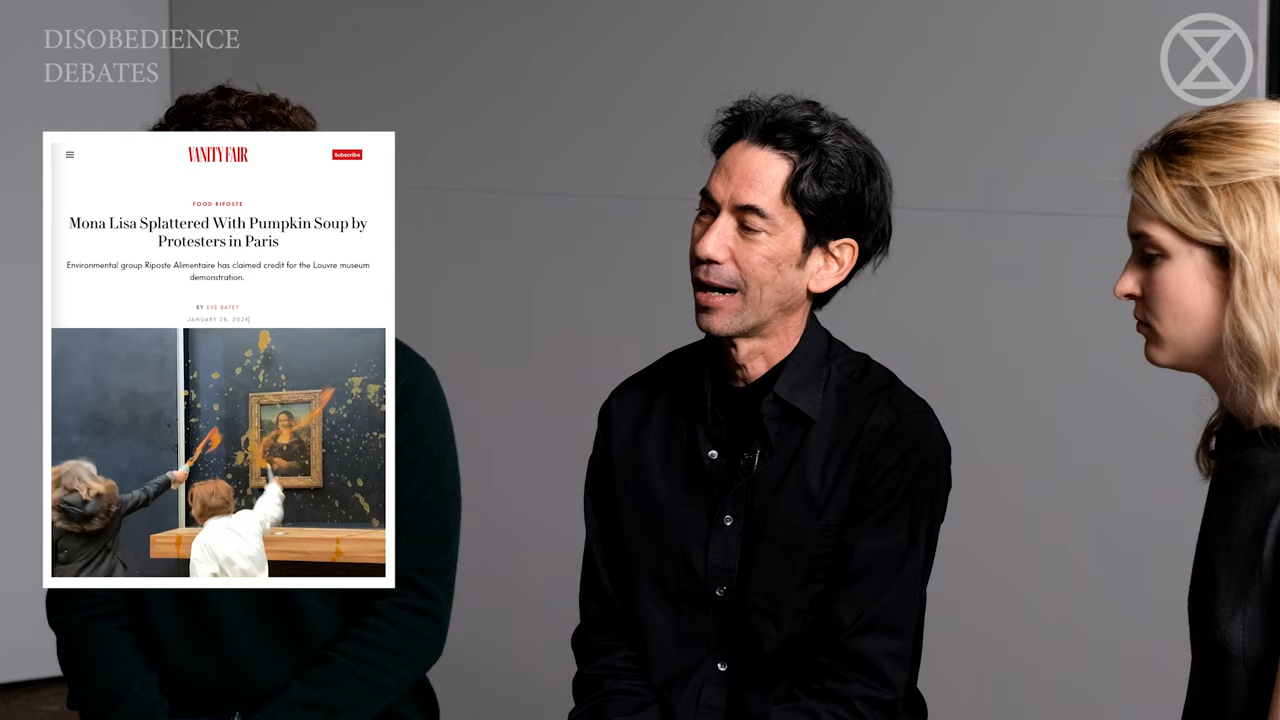 DISOBEDIENCE
DEBATES
VANITY FAIR
Subscribe
FOOD RIPOSTE
Mona Lisa Splattered With Pumpkin Soup by
Protesters in Paris
Environmental group Riposte Alimentaire has claimed credit for the Louvre museum
demonstration.
BY EVE BATEY
JANUARY 28, 2024